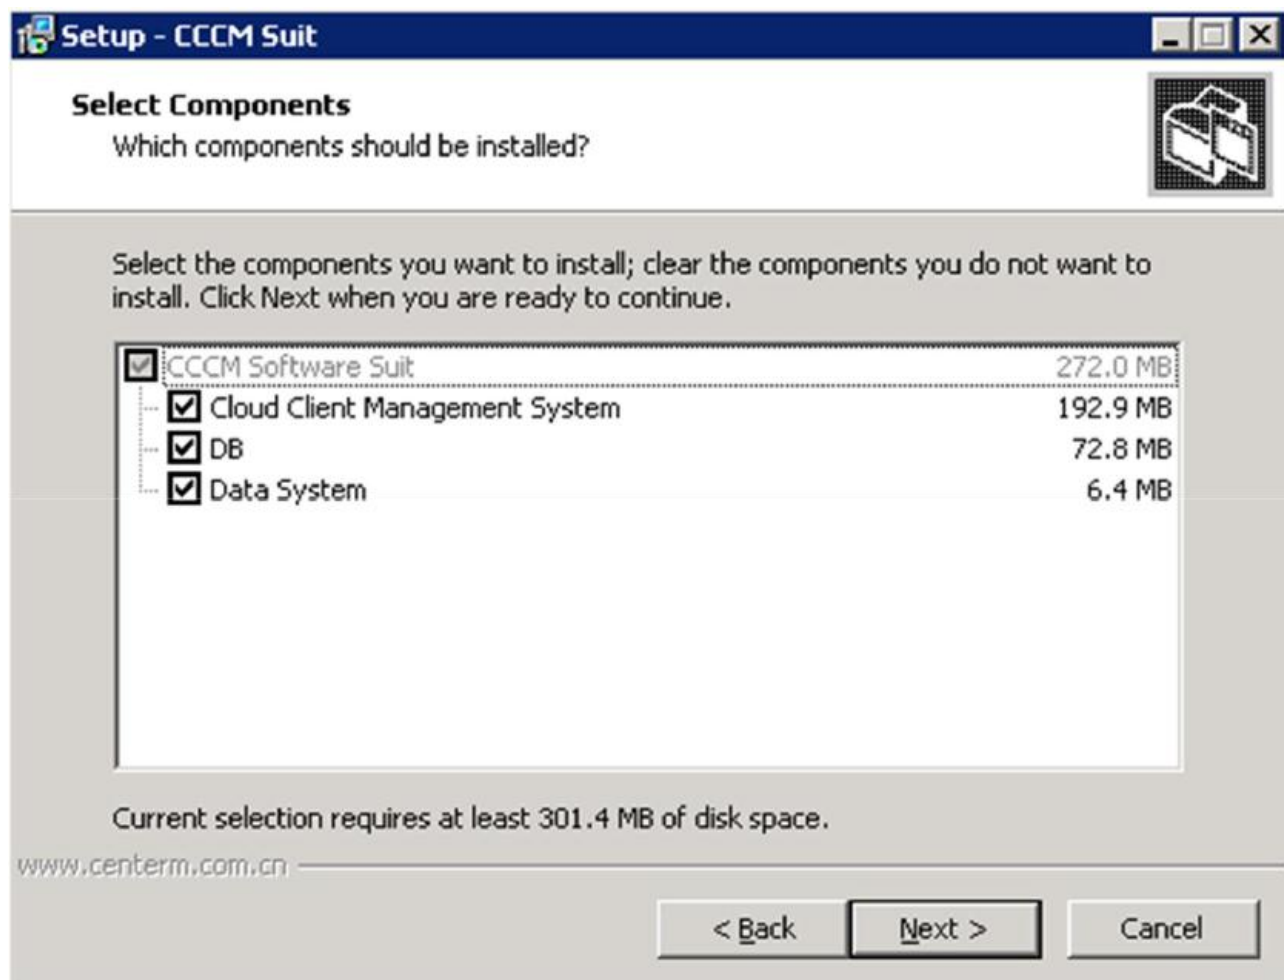 Setup - CCCM Suit
Select Components
Which components should be installed?
Select the components you want to install; clear the components you do not want to
install. Click Next when you are ready to continue.
CCCM Software Suit 272.0 MB
Cloud Client Management System 192.9 MB
DB 72.8 MB
Data System 6.4 MB
Current selection requires at least 301.4 MB of disk space.
www.centerm.com.cn
< Back Next > Cancel